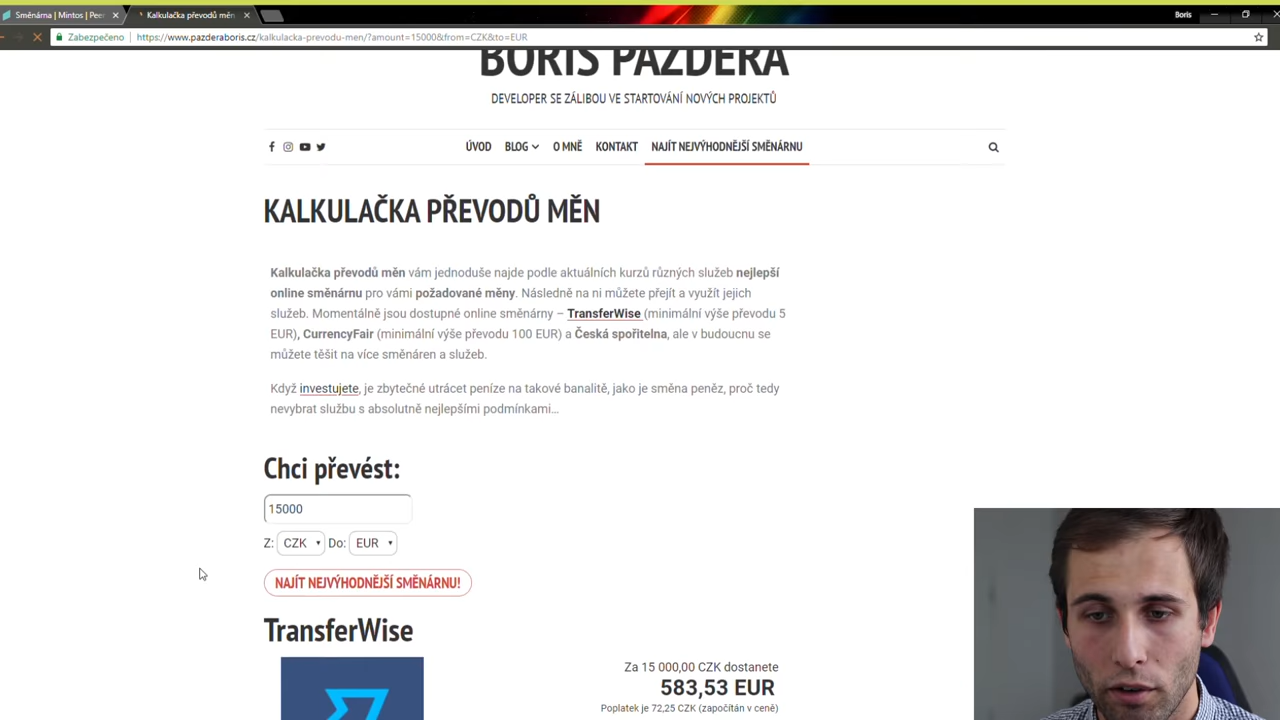 Směnárna | Mintos | Peer
Kalkulačka převodů měn
Boris
Zabezpečeno
https://www.pazderaboris.cz/kalkulacka-prevodu-men/?amount=15000&from=CZK&to=EUR
BORIS PAZDERA
DEVELOPER SE ZÁLIBOU VE STARTOVÁNÍ NOVÝCH PROJEKTŮ
ÚVOD BLOG O MNĚ KONTAKT NAJÍT NEJVÝHODNĚJŠÍ SMĚNÁRNU
KALKULAČKA PŘEVODŮ MĚN
Kalkulačka převodů měn vám jednoduše najde podle aktuálních kurzů různých služeb nejlepší
online směnárnu pro vámi požadované měny. Následně na ni můžete přejít a využít jejich
služeb. Momentálně jsou dostupné online směnárny – TransferWise (minimální výše převodu 5
EUR), CurrencyFair (minimální výše převodu 100 EUR) a Česká spořitelna, ale v budoucnu se
můžete těšit na více směnáren a služeb.
Když investujete, je zbytečné utrácet peníze na takové banalitě, jako je směna peněz, proč tedy
nevybrat službu s absolutně nejlepšími podmínkami…
Chci převést:
15000
Z: CZK Do: EUR
NAJÍT NEJVÝHODNĚJŠÍ SMĚNÁRNU!
TransferWise
Za 15 000,00 CZK dostanete
583,53 EUR
Poplatek je 72,25 CZK (započítán v ceně)